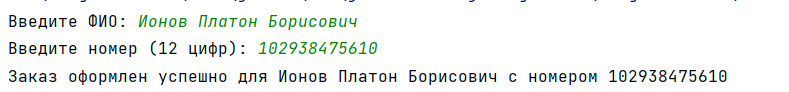 Введите ФИО: Ионов Платон Борисович
Введите номер (12 цифр): 102938475610
Заказ оформлен успешно для Ионов Платон Борисович с номером 102938475610